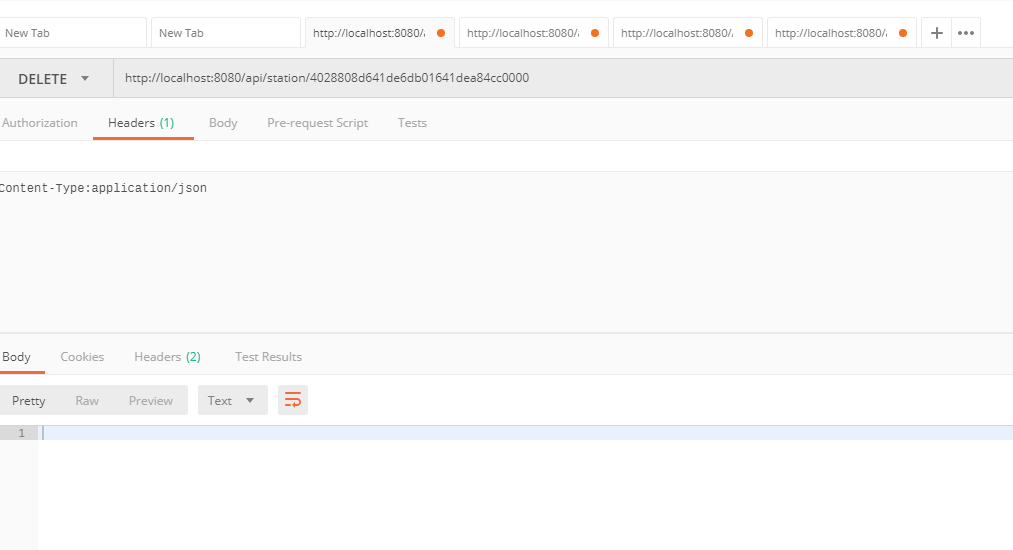 New Tab New Tab http://localhost:8080/a http://localhost:8080/a http://localhost:8080/a http://localhost:8080/a + •••
DELETE http://localhost:8080/api/station/4028808d641de6db01641dea84cc0000
Authorization Headers (1) Body Pre-request Script Tests
Content-Type:application/json
Body Cookies Headers (2) Test Results
Pretty Raw Preview Text
1